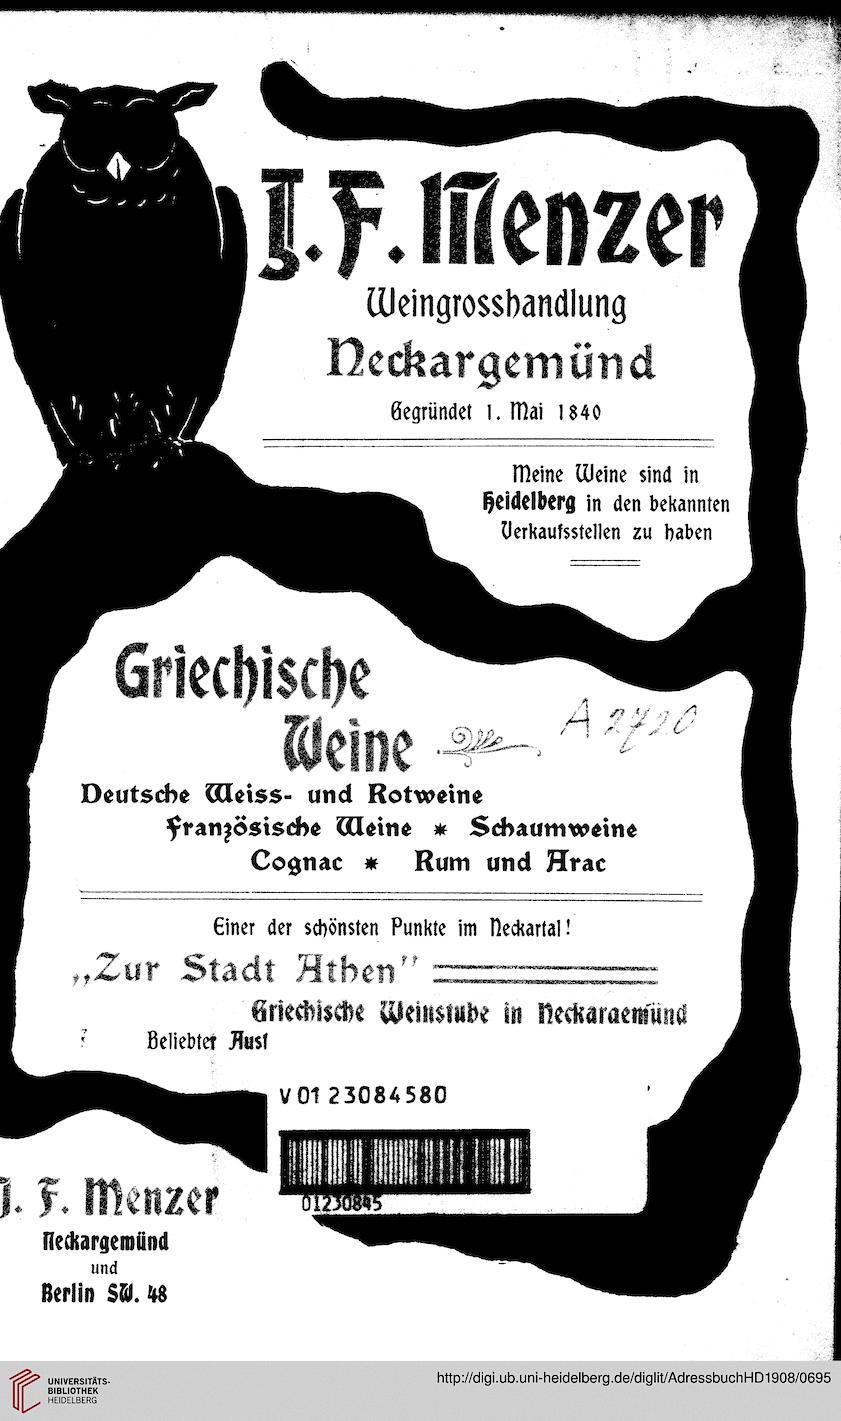 J. F. Menzer
Weingrosshandlung
Neckargemünd
Gegründet 1. Mai 1840
Meine Weine sind in
Heidelberg in den bekannten
Verkaufsstellen zu haben
Griechische
Weine
A 2720
Deutsche Weiss- und Rotweine
Französische Weine * Schaumweine
Cognac * Rum und Arac
Einer der schönsten Punkte im Neckartal!
„Zur Stadt Athen"
Griechische Weinstube in Neckargemünd
Beliebter
V 01 23084580
01230845
J. F. Menzer
Neckargemünd
und
Berlin SW. 48
UNIVERSITÄTS-
BIBLIOTHEK
HEIDELBERG
http://digi.ub.uni-heidelberg.de/diglit/AdressbuchHD1908/0695